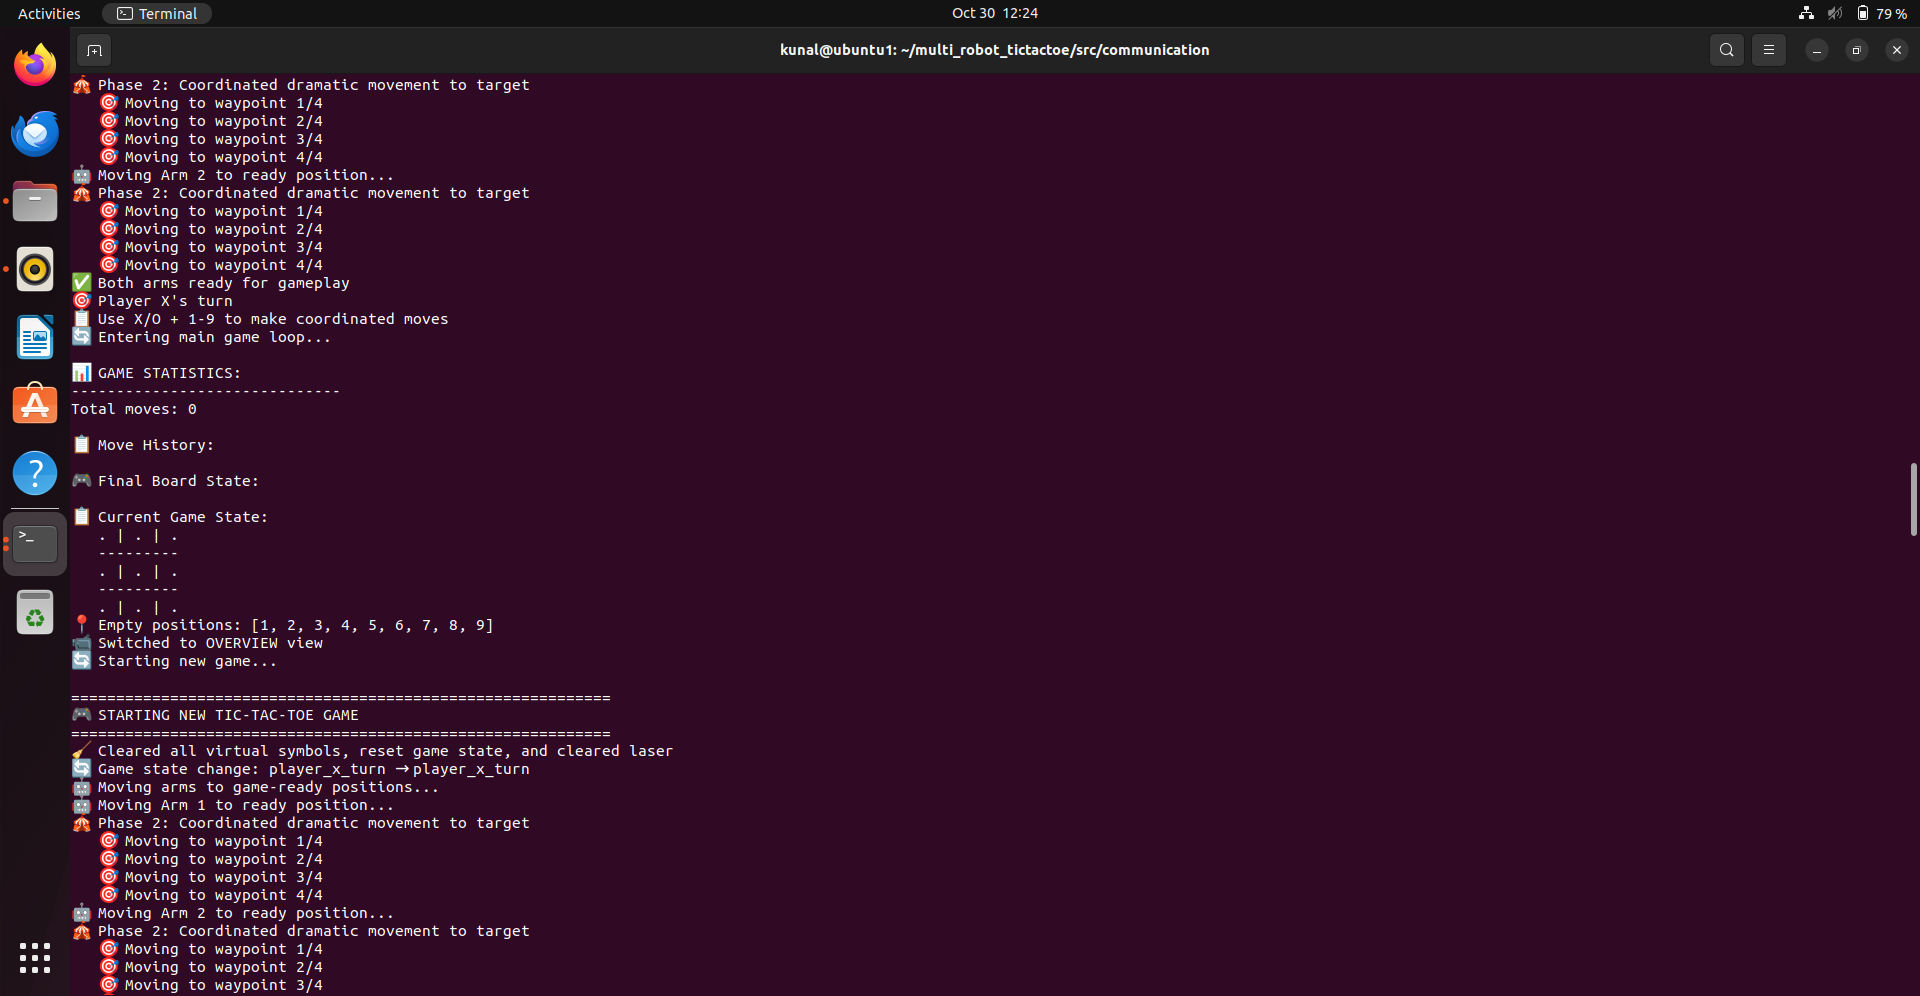 Activities
Terminal
Oct 30 12:24
79 %
kunal@ubuntu1: ~/multi_robot_tictactoe/src/communication
🎪 Phase 2: Coordinated dramatic movement to target
🎯 Moving to waypoint 1/4
🎯 Moving to waypoint 2/4
🎯 Moving to waypoint 3/4
🎯 Moving to waypoint 4/4
🤖 Moving Arm 2 to ready position...
🎪 Phase 2: Coordinated dramatic movement to target
🎯 Moving to waypoint 1/4
🎯 Moving to waypoint 2/4
🎯 Moving to waypoint 3/4
🎯 Moving to waypoint 4/4
✅ Both arms ready for gameplay
🎯 Player X's turn
📋 Use X/O + 1-9 to make coordinated moves
🔄 Entering main game loop...
📊 GAME STATISTICS:
------------------------------
Total moves: 0
📋 Move History:
🎮 Final Board State:
📋 Current Game State:
. | . | .
---------
. | . | .
---------
. | . | .
📍 Empty positions: [1, 2, 3, 4, 5, 6, 7, 8, 9]
📹 Switched to OVERVIEW view
🔄 Starting new game...
============================================================
🎮 STARTING NEW TIC-TAC-TOE GAME
============================================================
🧹 Cleared all virtual symbols, reset game state, and cleared laser
🔄 Game state change: player_x_turn → player_x_turn
🤖 Moving arms to game-ready positions...
🤖 Moving Arm 1 to ready position...
🎪 Phase 2: Coordinated dramatic movement to target
🎯 Moving to waypoint 1/4
🎯 Moving to waypoint 2/4
🎯 Moving to waypoint 3/4
🎯 Moving to waypoint 4/4
🤖 Moving Arm 2 to ready position...
🎪 Phase 2: Coordinated dramatic movement to target
🎯 Moving to waypoint 1/4
🎯 Moving to waypoint 2/4
🎯 Moving to waypoint 3/4